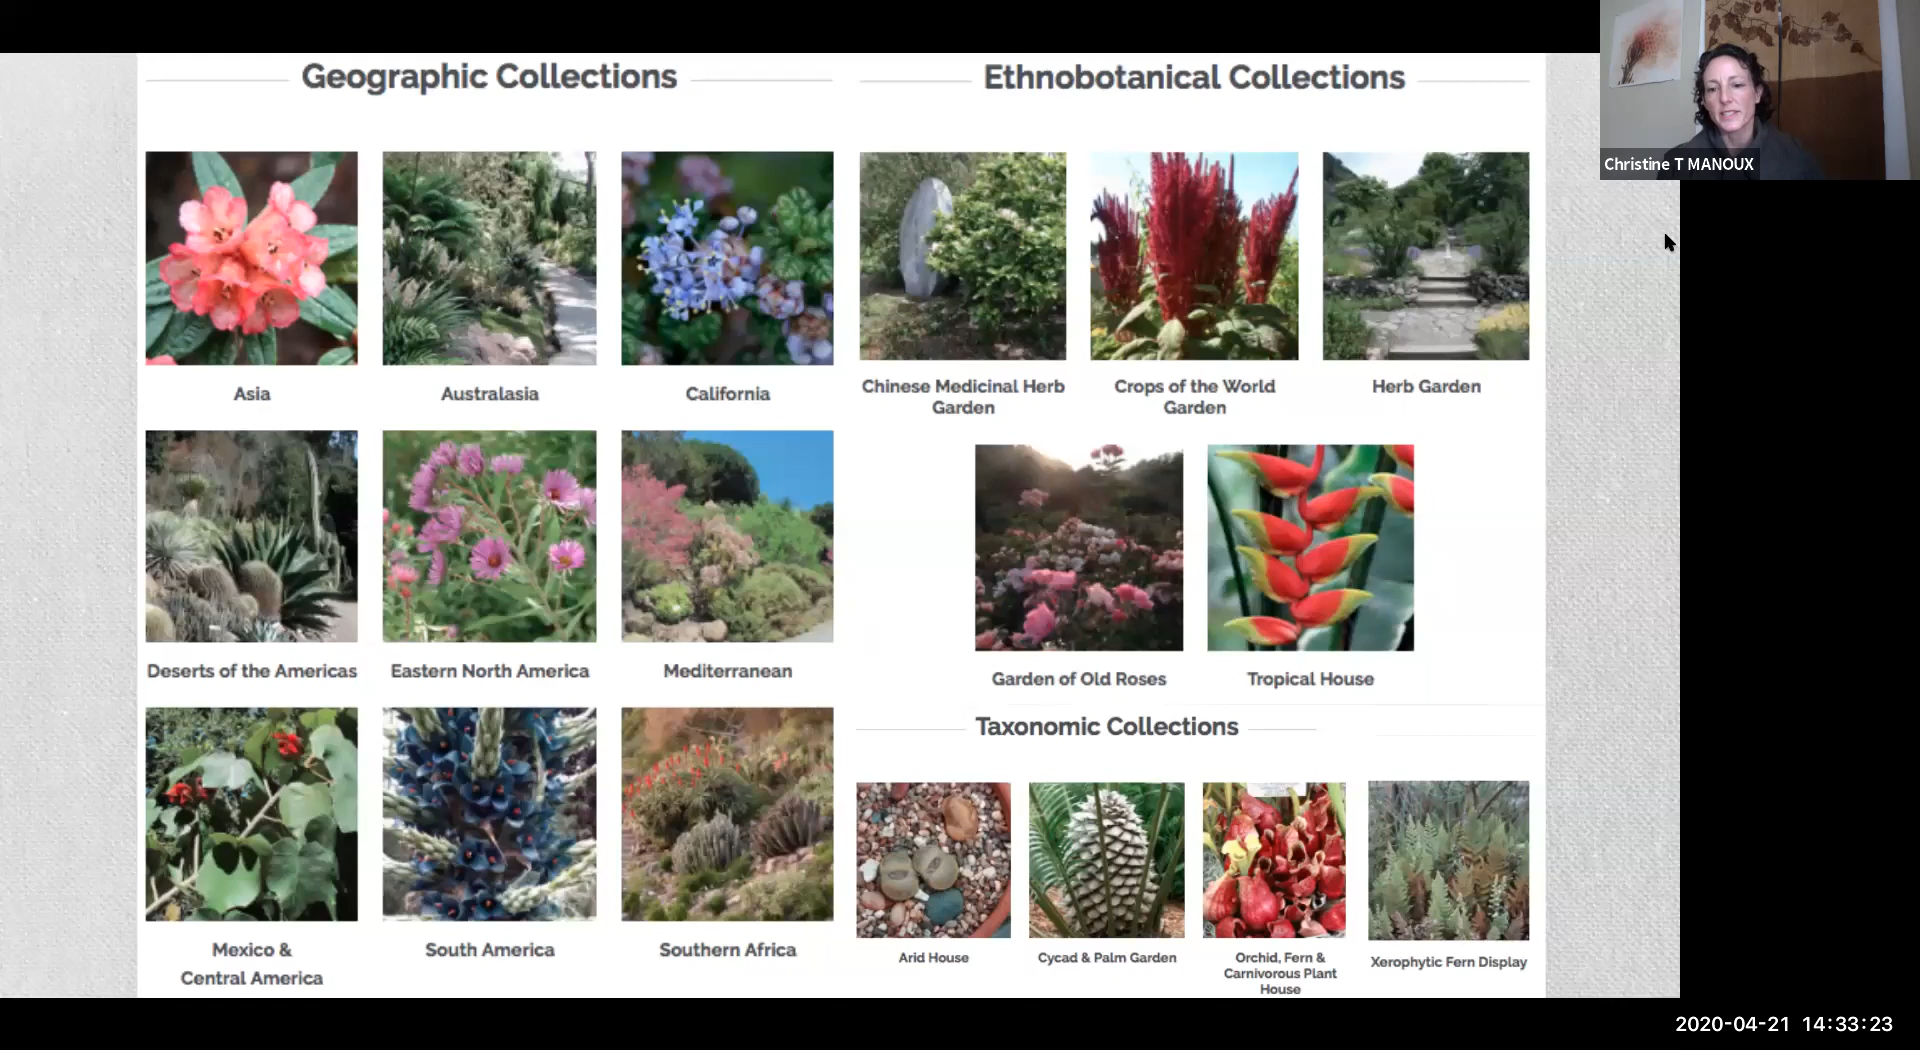 Geographic Collections
Asia
Australasia
California
Deserts of the Americas
Eastern North America
Mediterranean
Mexico &
Central America
South America
Southern Africa
Ethnobotanical Collections
Chinese Medicinal Herb
Garden
Crops of the World
Garden
Herb Garden
Garden of Old Roses
Tropical House
Taxonomic Collections
Arid House
Cycad & Palm Garden
Orchid, Fern &
Carnivorous Plant
House
Xerophytic Fern Display
Christine T MANOUX
2020-04-21 14:33:23